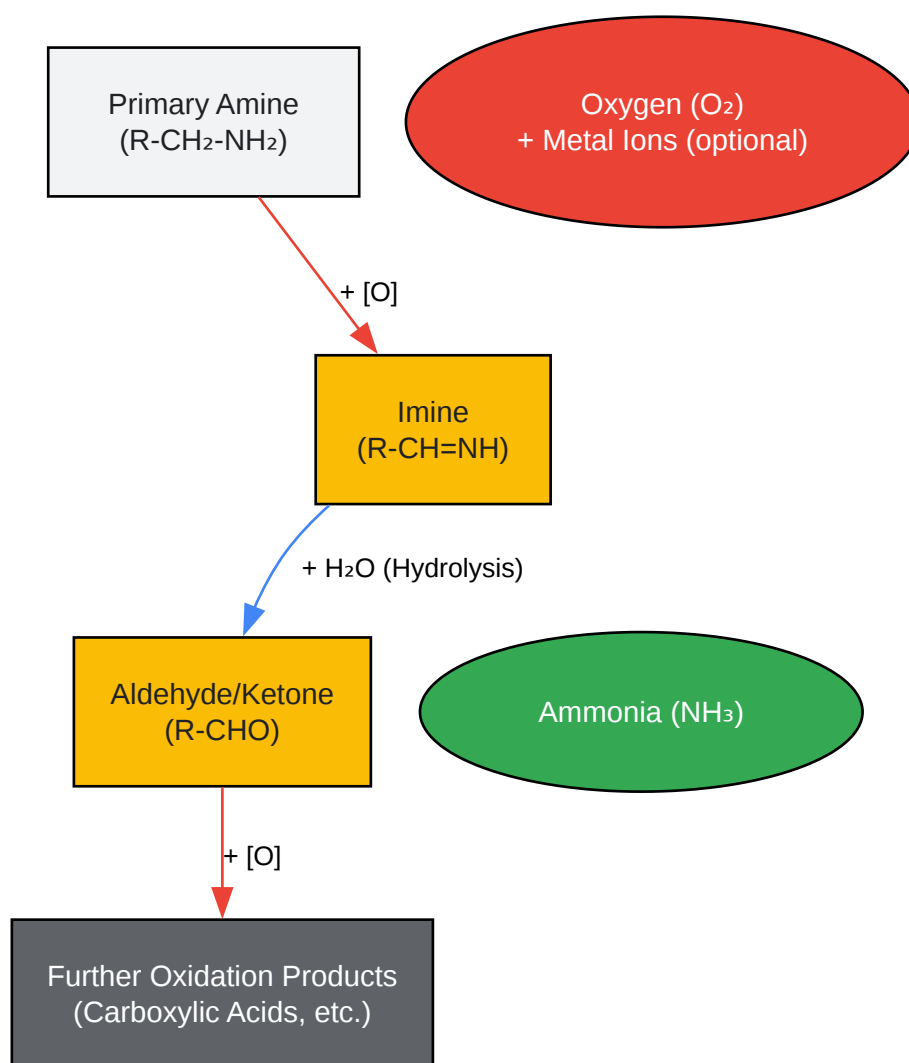 Primary Amine
(R-CH₂-NH₂)
Oxygen (O₂)
+ Metal Ions (optional)
+ [O]
Imine
(R-CH=NH)
+ H₂O (Hydrolysis)
Aldehyde/Ketone
(R-CHO)
Ammonia (NH₃)
+ [O]
Further Oxidation Products
(Carboxylic Acids, etc.)